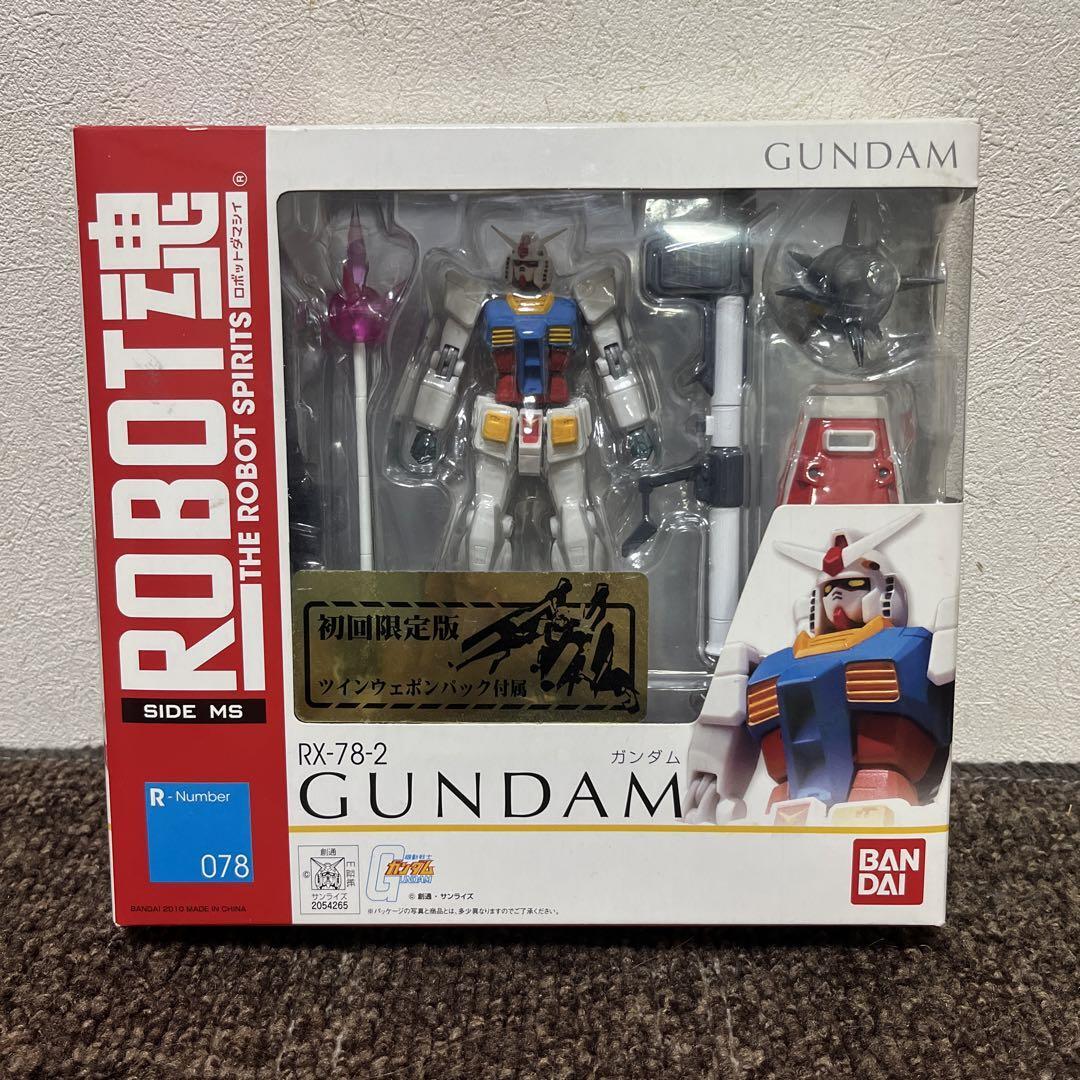 GUNDAM
ROBOT魂
®
THE ROBOT SPIRITS
ロボットダマシイ
SIDE MS
初回限定版
ツインウェポンパック付属
RX-78-2
ガンダム
GUNDAM
R - Number
078
BANDAI 2010 MADE IN CHINA
創通
©
サンライズ
2054265
機動戦士
ガンダム
GUNDAM
© 創通・サンライズ
※パッケージの写真と商品とは、多少異なりますのでご了承ください。
BAN
DAI